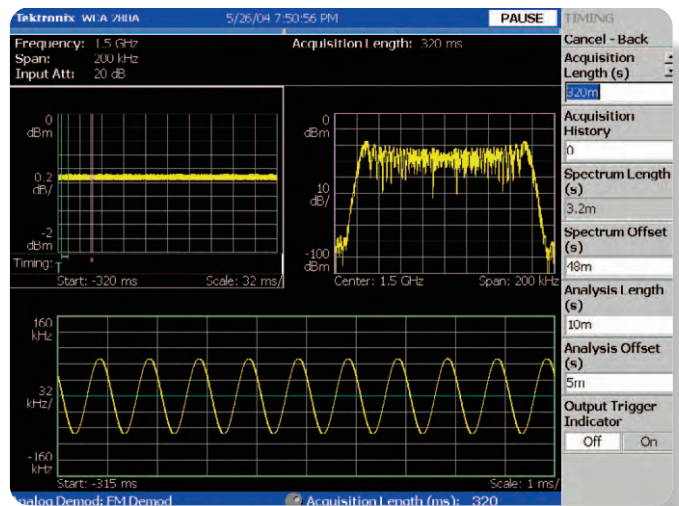 Tektronix WCA 280A 5/26/04 7:50:56 PM PAUSE TIMING
Frequency: 1.5 GHz
Span: 200 kHz
Input Att: 20 dB
Acquisition Length: 320 ms
0
dBm
0.2
dB/
-2
dBm
Timing:
T
Start: -320 ms Scale: 32 ms/
0
dBm
10
dB/
-100
dBm
Center: 1.5 GHz Span: 200 kHz
160
kHz
32
kHz/
-160
kHz
Start: -315 ms Scale: 1 ms/
Analog Demod: FM Demod Acquisition Length (ms): 320
Cancel - Back
Acquisition
Length (s)
320m
Acquisition
History
0
Spectrum Length
(s)
3.2m
Spectrum Offset
(s)
48m
Analysis Length
(s)
10m
Analysis Offset
(s)
5m
Output Trigger
Indicator
Off On